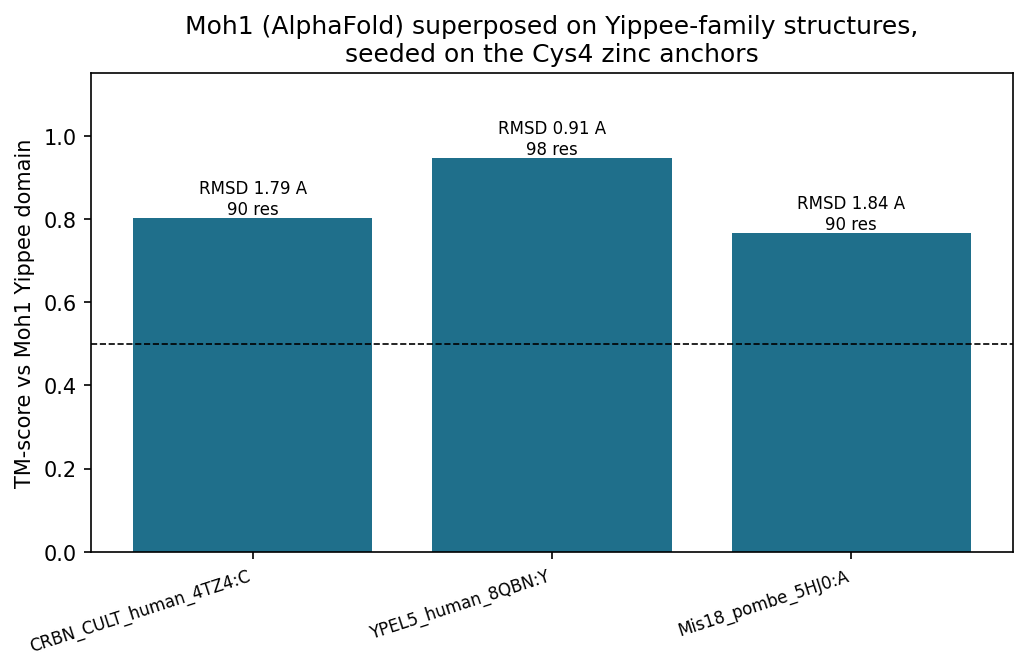 Moh1 (AlphaFold) superposed on Yippee-family structures,
seeded on the Cys4 zinc anchors
TM-score vs Moh1 Yippee domain
1.0
0.8
0.6
0.4
0.2
0.0
RMSD 1.79 A
90 res
RMSD 0.91 A
98 res
RMSD 1.84 A
90 res
CRBN_CULT_human_4TZ4:C
YPEL5_human_8QBN:Y
Mis18_pombe_5HJ0:A